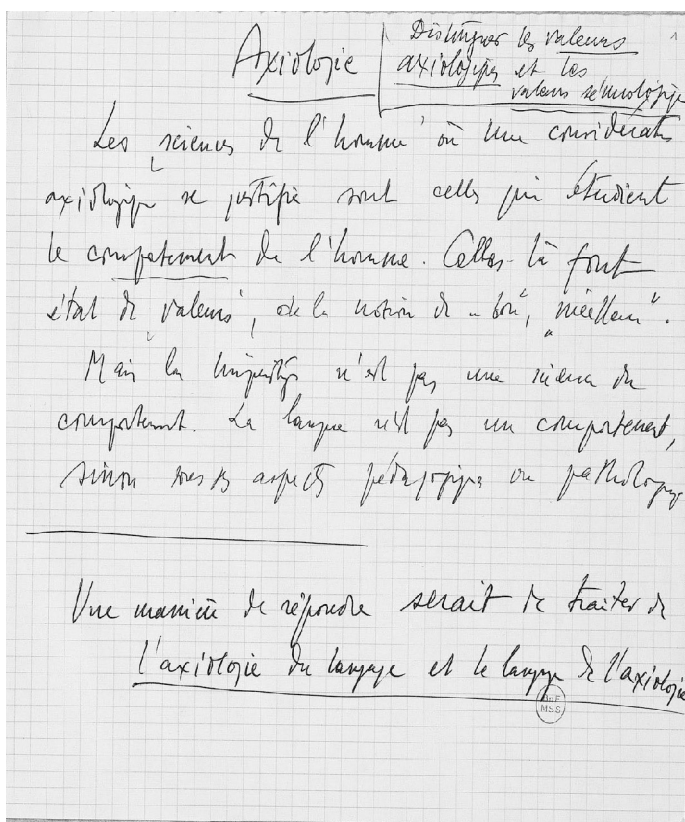 Axiologie
Distinguer les valeurs
axiologiques et les
valeurs sémiologiques
1
Les "sciences de l'homme" où une considération
axiologique se justifie sont celles qui étudient
le comportement de l'homme. Celles-là font
état de "valeurs", de la notion de "bon", "meilleur".
Mais la linguistique n'est pas une science du
comportement. La langue n'est pas un comportement,
sinon sous ses aspects pédagogique ou pathologique
Une manière de répondre serait de traiter de
l'axiologie du langage et le langage de l'axiologie
BnF
MSS